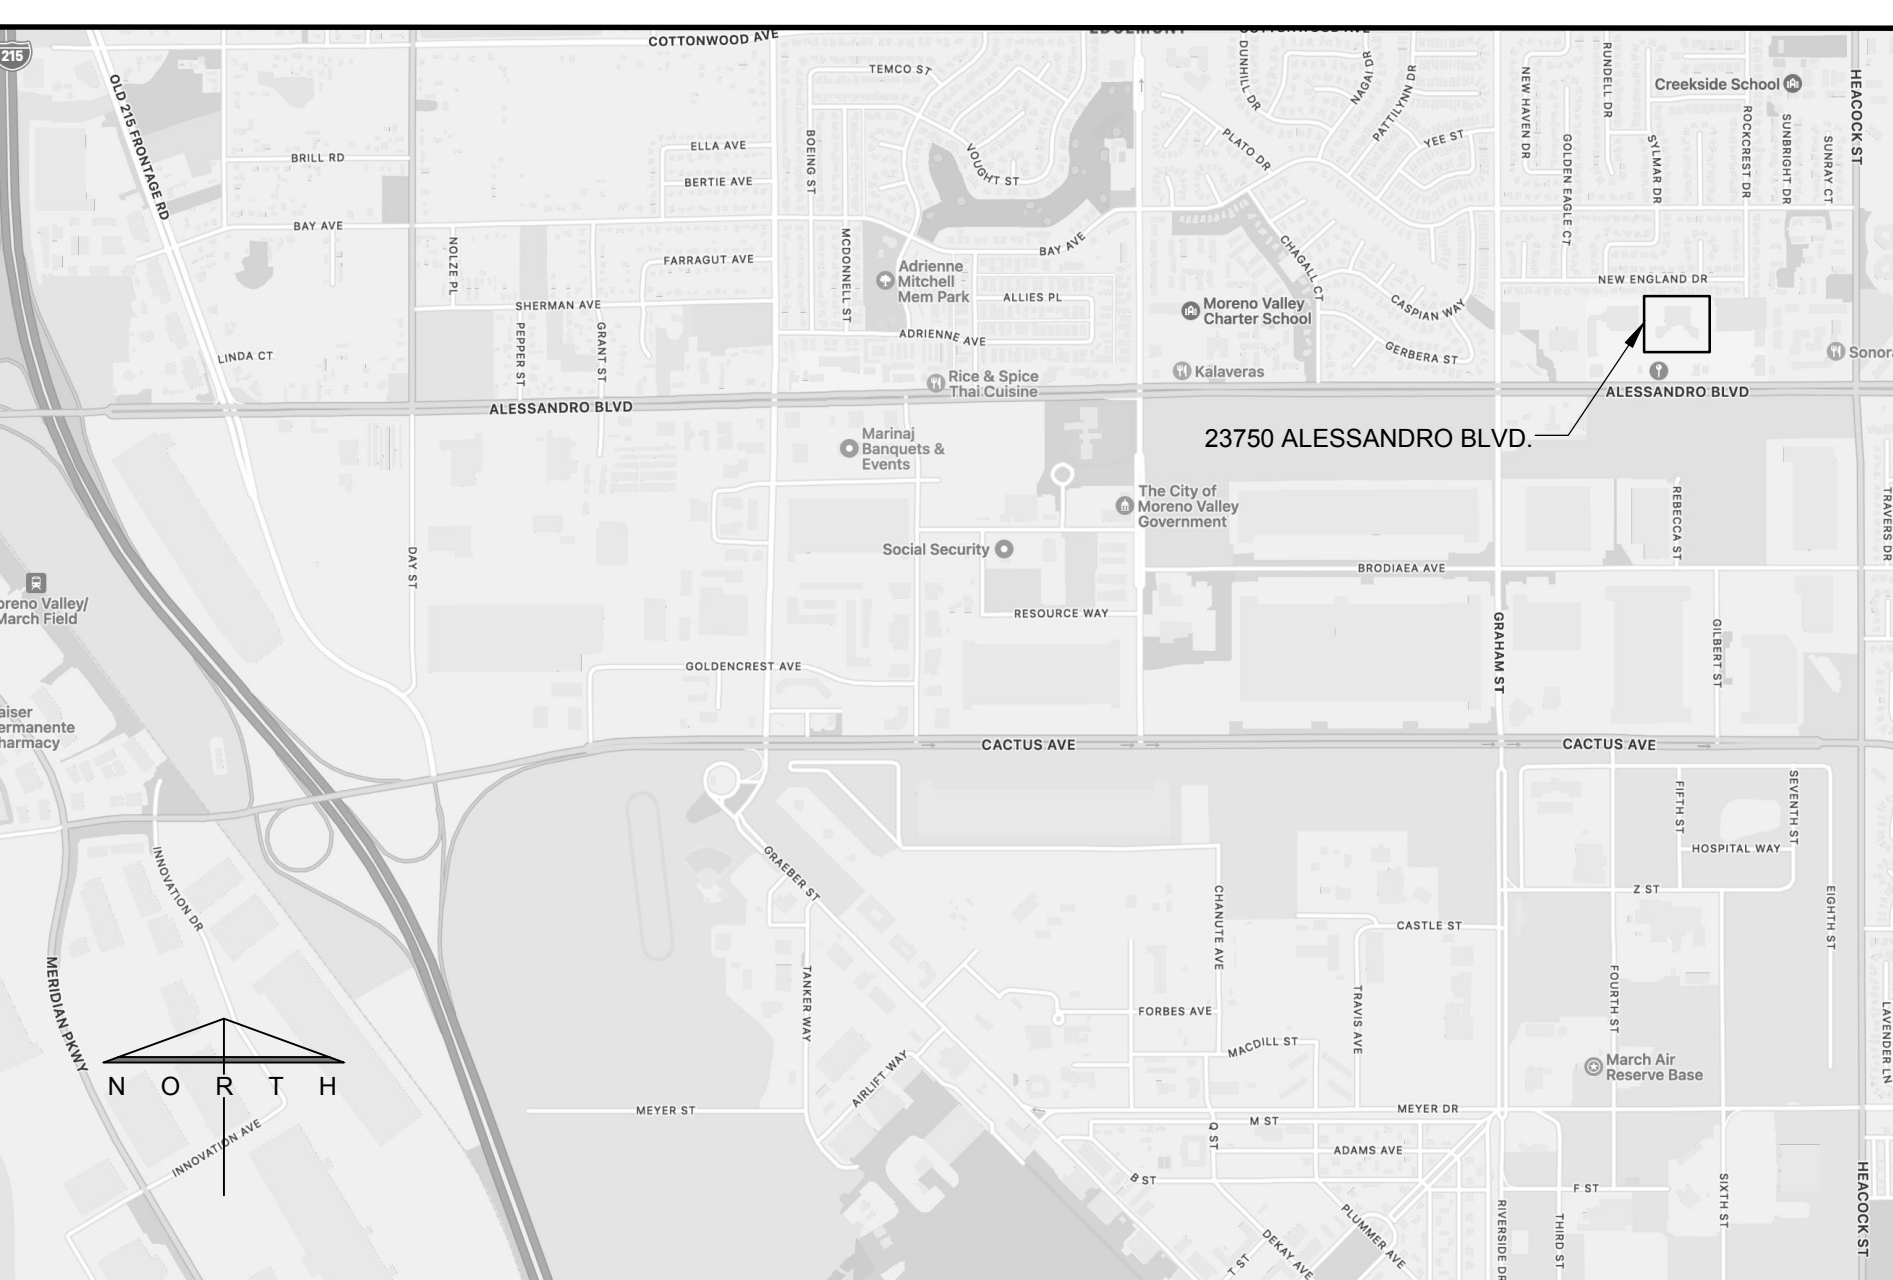 215
COTTONWOOD AVE
OLD 215 FRONTAGE RD
TEMCO ST
DUNHILL DR
NAGAI DR
PATTILYNN DR
NEW HAVEN DR
RUNDELL DR
Creekside School
HEACOCK ST
BRILL RD
ELLA AVE
BERTIE AVE
BOEING ST
VOUGHT ST
PLATO DR
YEE ST
GOLDEN EAGLE CT
SYLMAR DR
ROCKCREST DR
SUNBRIGHT DR
SUNRAY CT
BAY AVE
NOLZE PL
FARRAGUT AVE
MCDONNELL ST
BAY AVE
CHAGALL CT
Adrienne
Mitchell
Mem Park
ALLIES PL
CASPIAN WAY
NEW ENGLAND DR
SHERMAN AVE
Moreno Valley
Charter School
PEPPER ST
GRANT ST
ADRIENNE AVE
GERBERA ST
LINDA CT
Kalaveras
Rice & Spice
Thai Cuisine
Sonor
ALESSANDRO BLVD
ALESSANDRO BLVD
23750 ALESSANDRO BLVD.
Marinaj
Banquets &
Events
The City of
Moreno Valley
Government
REBECCA ST
TRAVERS DR
DAY ST
Social Security
BRODIAEA AVE
oreno Valley/
March Field
RESOURCE WAY
GRAHAM ST
GILBERT ST
GOLDENCREST AVE
aiser
ermanente
harmacy
CACTUS AVE
CACTUS AVE
FIFTH ST
SEVENTH ST
HOSPITAL WAY
INNOVATION DR
GRAEBER ST
Z ST
CHANUTE AVE
EIGHTH ST
CASTLE ST
MERIDIAN PKWY
TANKER WAY
TRAVIS AVE
FOURTH ST
FORBES AVE
LAVENDER LN
MACDILL ST
AIRLIFT WAY
March Air
Reserve Base
N O R T H
MEYER ST
MEYER DR
M ST
Q ST
INNOVATION AVE
ADAMS AVE
B ST
F ST
SIXTH ST
HEACOCK ST
PLUMMER AVE
RIVERSIDE DR
THIRD ST
DEKAY AVE
T ST